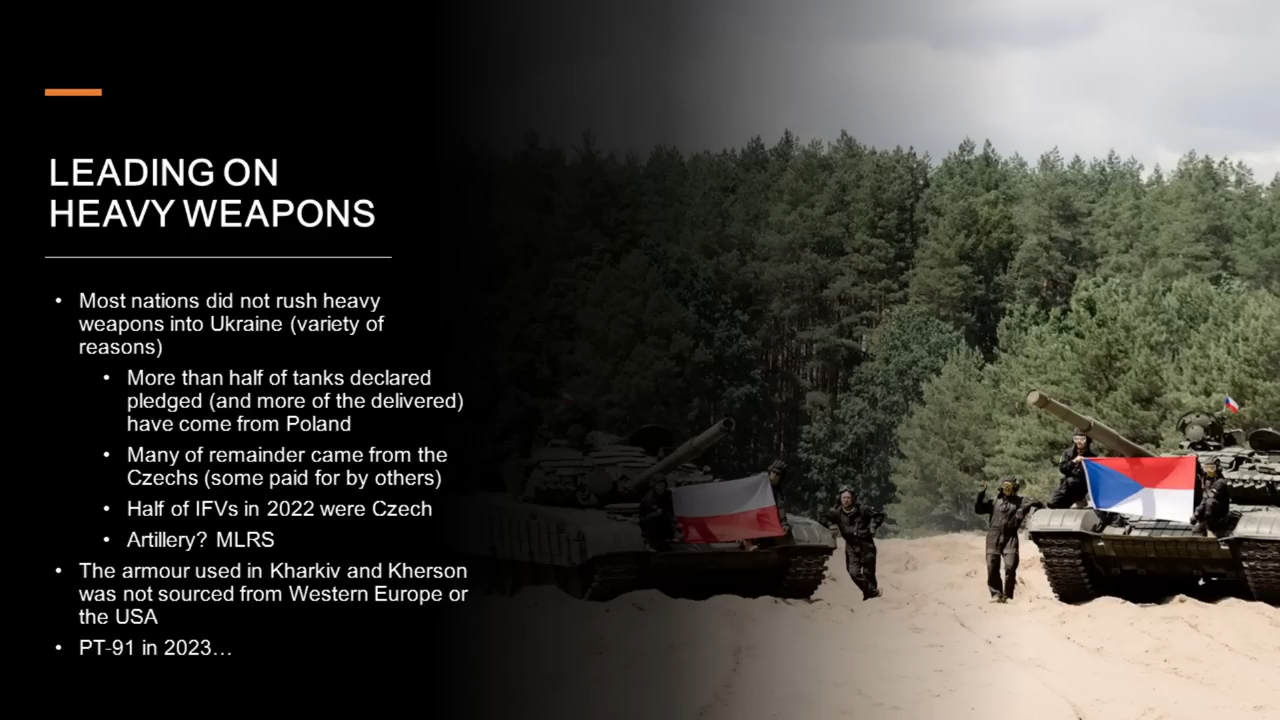 LEADING ON
HEAVY WEAPONS
• Most nations did not rush heavy
weapons into Ukraine (variety of
reasons)
• More than half of tanks declared
pledged (and more of the delivered)
have come from Poland
• Many of remainder came from the
Czechs (some paid for by others)
• Half of IFVs in 2022 were Czech
• Artillery? MLRS
• The armour used in Kharkiv and Kherson
was not sourced from Western Europe or
the USA
• PT-91 in 2023…